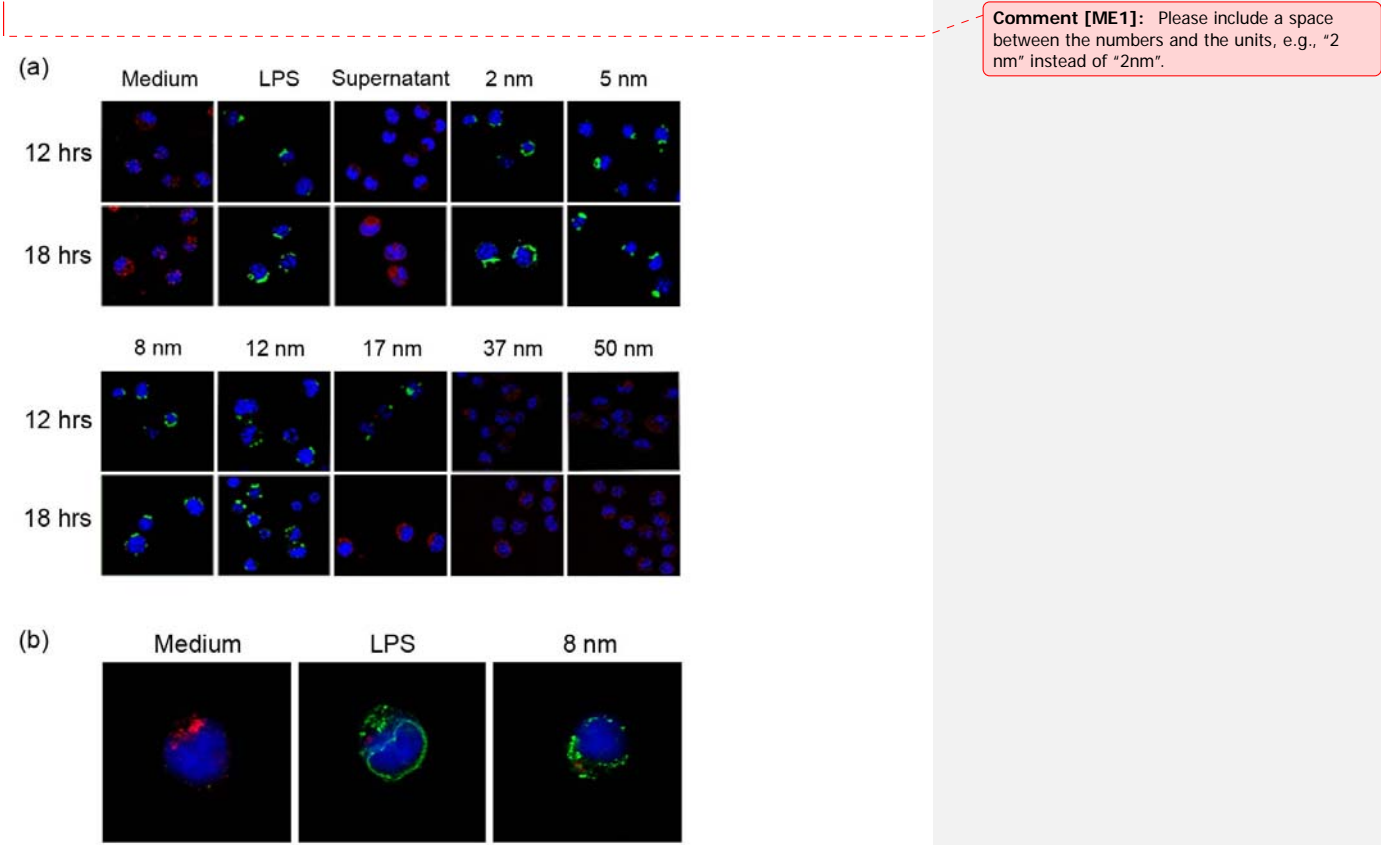 Comment [ME1]: Please include a space
between the numbers and the units, e.g., “2
nm” instead of “2nm”.
(a)
Medium LPS Supernatant 2 nm 5 nm
12 hrs
18 hrs
8 nm 12 nm 17 nm 37 nm 50 nm
12 hrs
18 hrs
(b)
Medium LPS 8 nm